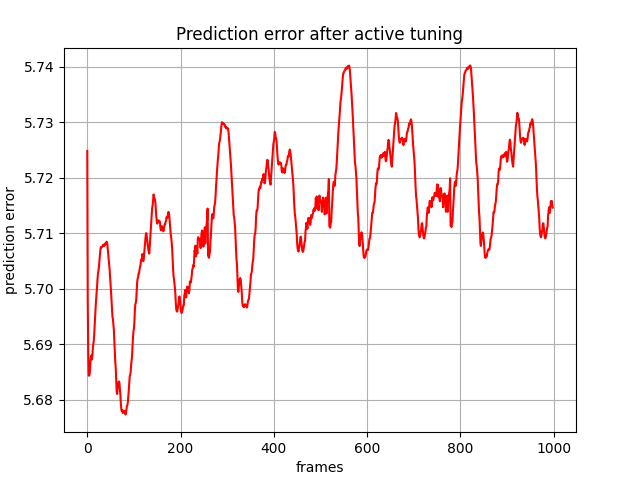 Prediction error after active tuning
5.74
5.73
5.72
5.71
5.70
5.69
5.68
prediction error
0 200 400 600 800 1000
frames